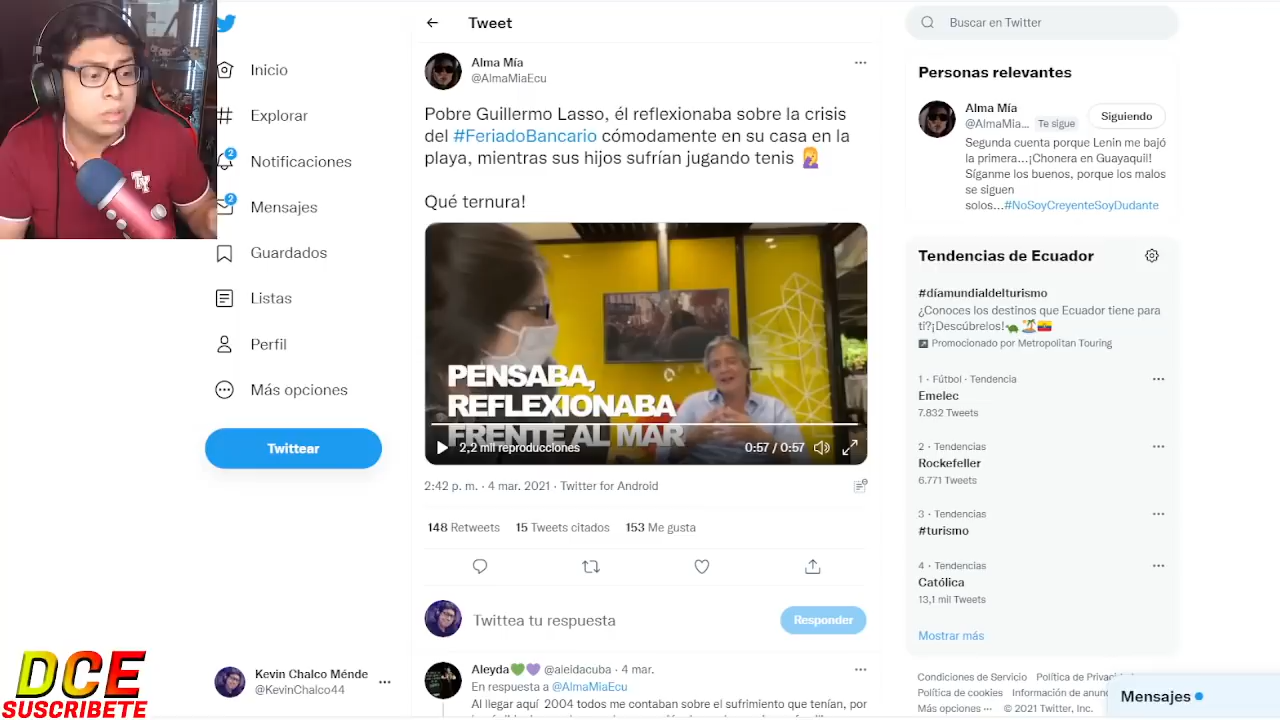 Inicio
Explorar
2
Notificaciones
2
Mensajes
Guardados
Listas
Perfil
Más opciones
Twittear
Kevin Chalco Ménde
@KevinChalco44
DCE
SUSCRIBETE
Tweet
Alma Mía
@AlmaMiaEcu
Pobre Guillermo Lasso, él reflexionaba sobre la crisis
del #FeriadoBancario cómodamente en su casa en la
playa, mientras sus hijos sufrían jugando tenis 🤦‍♀️
Qué ternura!
PENSABA,
REFLEXIONABA
FRENTE AL MAR
2,2 mil reproducciones
0:57 / 0:57
2:42 p. m. · 4 mar. 2021 · Twitter for Android
148 Retweets 15 Tweets citados 153 Me gusta
Twittea tu respuesta
Responder
Aleyda💚💜 @aleidacuba · 4 mar.
En respuesta a @AlmaMiaEcu
Al llegar aquí 2004 todos me contaban sobre el sufrimiento que tenían, por
Buscar en Twitter
Personas relevantes
Alma Mía
@AlmaMia... Te sigue
Siguiendo
Segunda cuenta porque Lenin me bajó
la primera...¡Chonera en Guayaquil!
Síganme los buenos, porque los malos
se siguen
solos...#NoSoyCreyenteSoyDudante
Tendencias de Ecuador
#díamundialdelturismo
¿Conoces los destinos que Ecuador tiene para
ti?¡Descúbrelos!🐢🏝️🇪🇨
Promocionado por Metropolitan Touring
1 · Fútbol · Tendencia
Emelec
7.832 Tweets
2 · Tendencias
Rockefeller
6.771 Tweets
3 · Tendencias
#turismo
4 · Tendencias
Católica
13,1 mil Tweets
Mostrar más
Condiciones de Servicio Política de Privacid
Política de cookies Información de anunc
Más opciones ··· © 2021 Twitter, Inc.
Mensajes